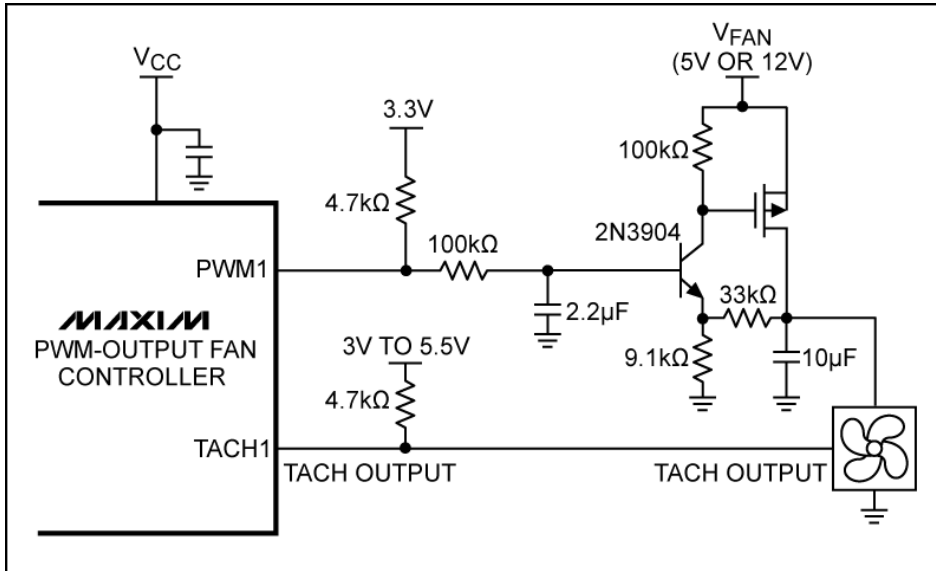 VCC
VFAN
(5V OR 12V)
3.3V
100kΩ
4.7kΩ
2N3904
100kΩ
PWM1
33kΩ
2.2µF
MAXIM
PWM-OUTPUT FAN
CONTROLLER
3V TO 5.5V
9.1kΩ
10µF
4.7kΩ
TACH1
TACH OUTPUT
TACH OUTPUT